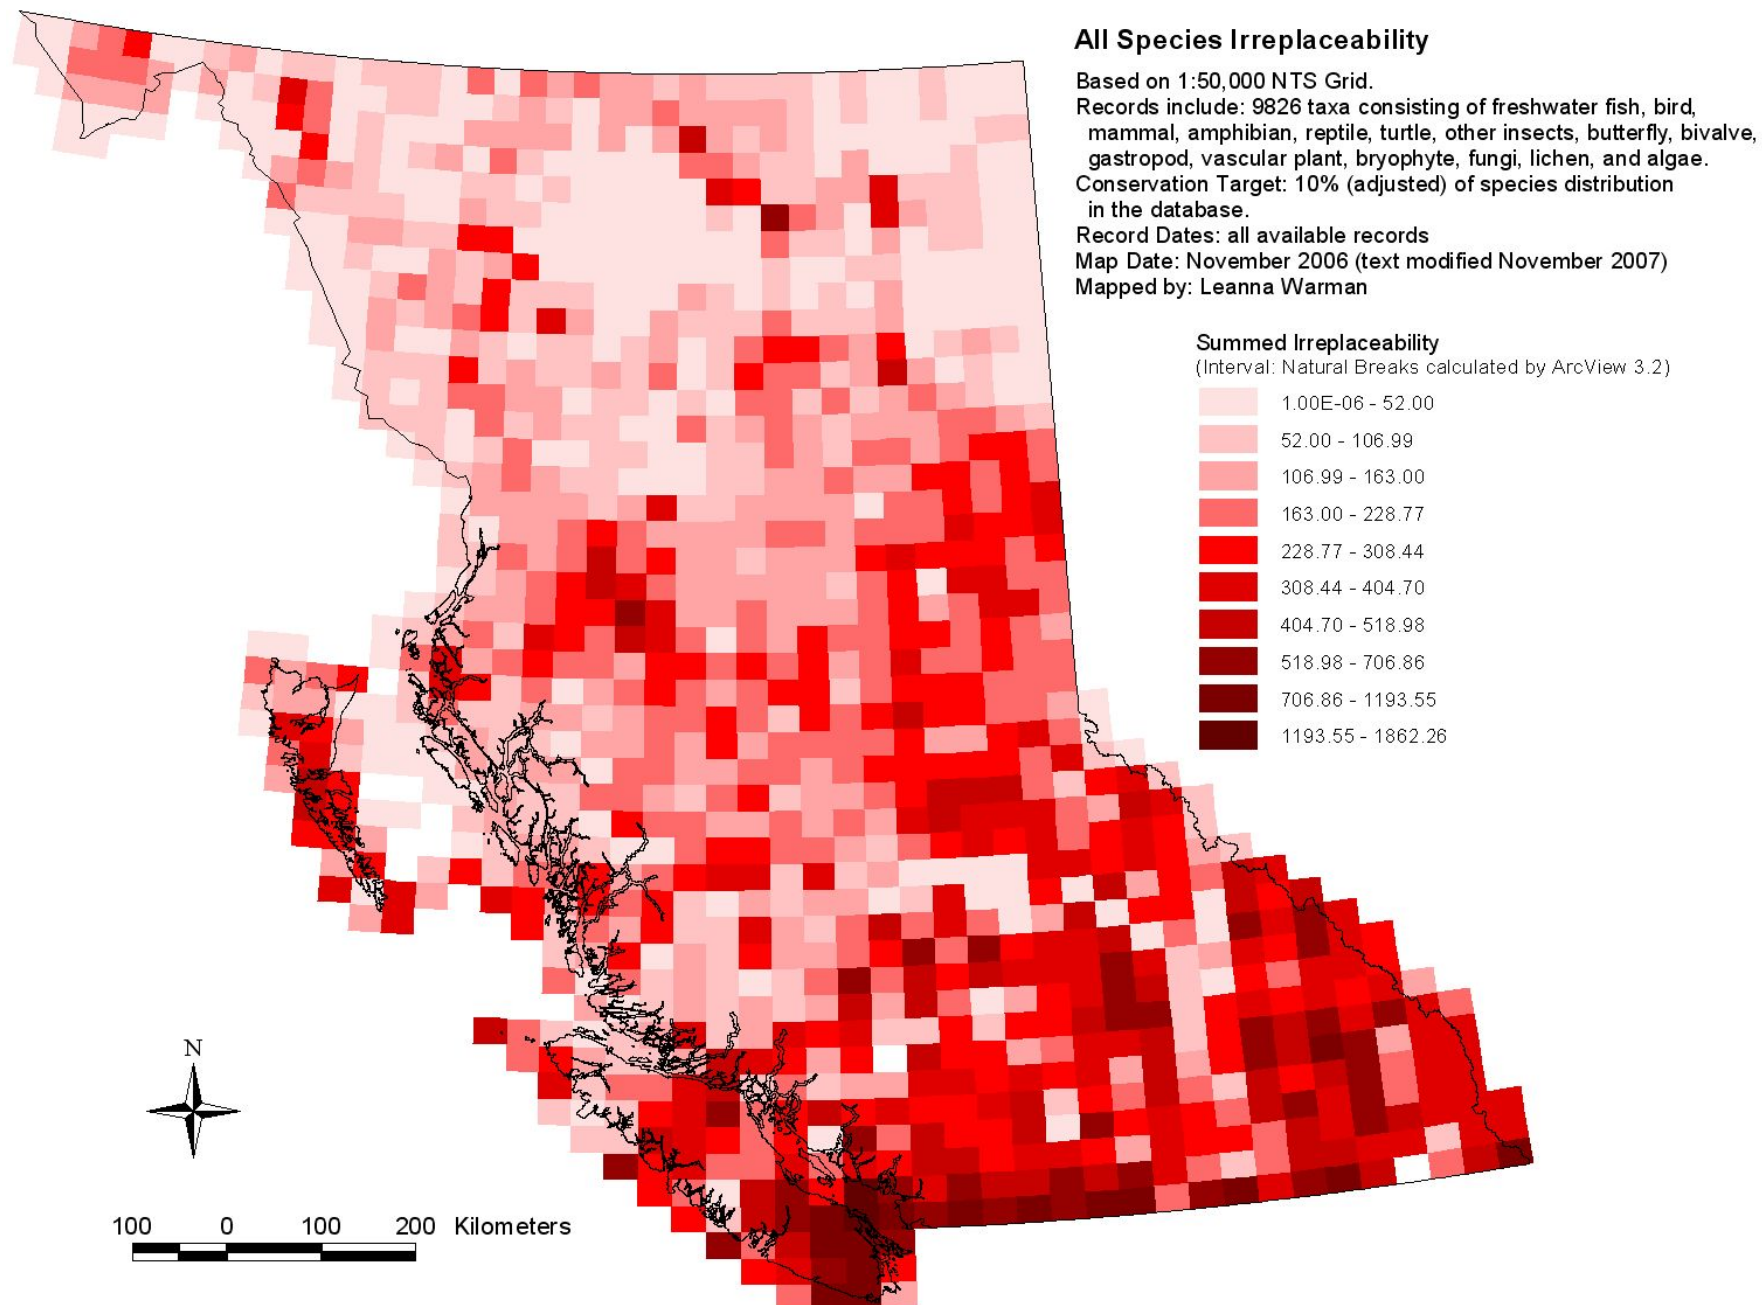 All Species Irreplaceability
Based on 1:50,000 NTS Grid.
Records include: 9826 taxa consisting of freshwater fish, bird,
mammal, amphibian, reptile, turtle, other insects, butterfly, bivalve,
gastropod, vascular plant, bryophyte, fungi, lichen, and algae.
Conservation Target: 10% (adjusted) of species distribution
in the database.
Record Dates: all available records
Map Date: November 2006 (text modified November 2007)
Mapped by: Leanna Warman
Summed Irreplaceability
(Interval: Natural Breaks calculated by ArcView 3.2)
1.00E-06 - 52.00
52.00 - 106.99
106.99 - 163.00
163.00 - 228.77
228.77 - 308.44
308.44 - 404.70
404.70 - 518.98
518.98 - 706.86
706.86 - 1193.55
1193.55 - 1862.26
N
100 0 100 200 Kilometers